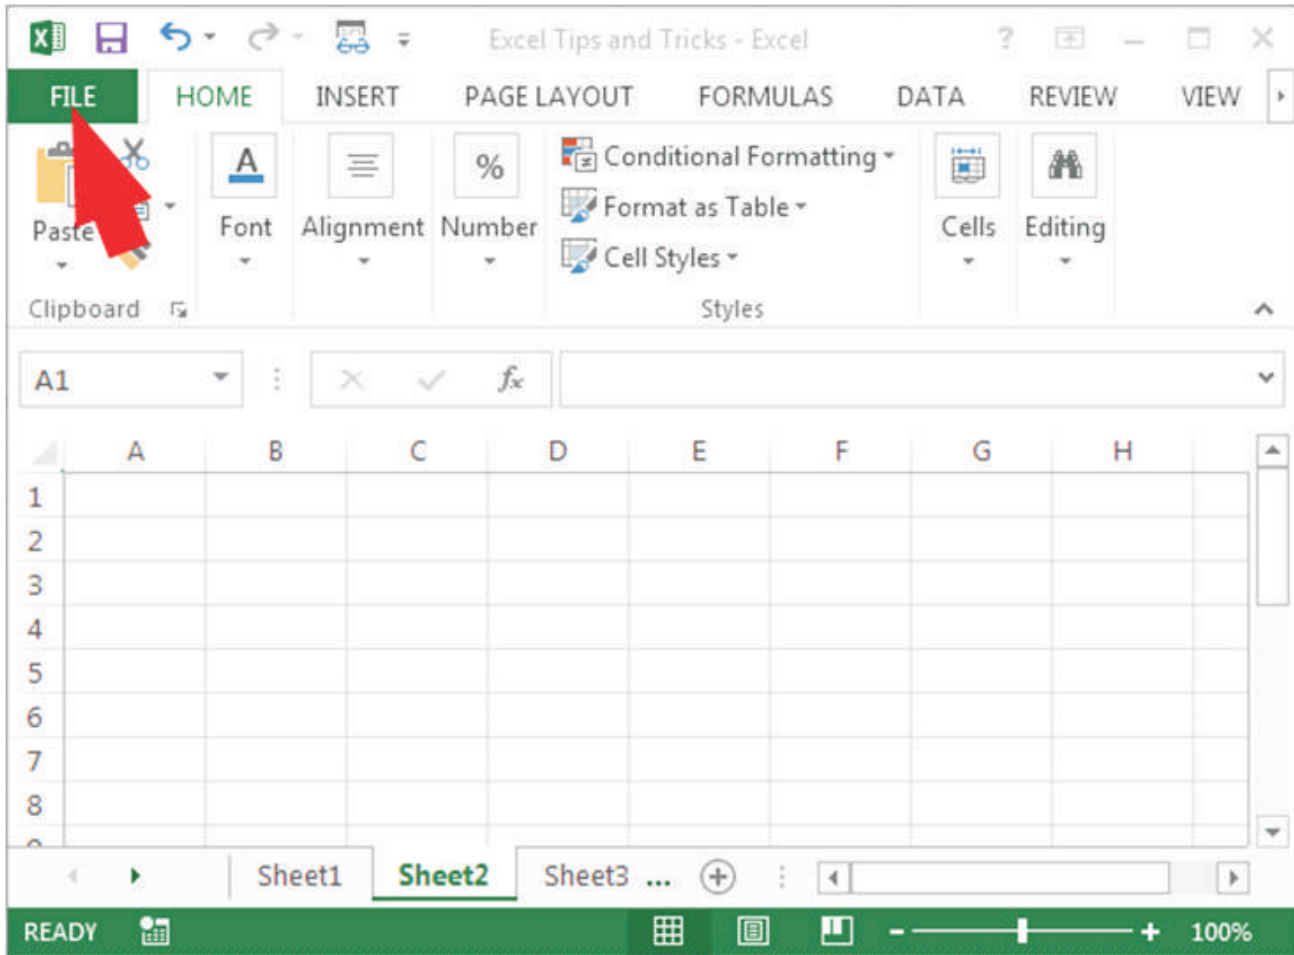 Excel Tips and Tricks - Excel ?
FILE HOME INSERT PAGE LAYOUT FORMULAS DATA REVIEW VIEW
A % Conditional Formatting
Format as Table
Paste Font Alignment Number Cells Editing
Cell Styles
Clipboard Styles
A1 fx
A B C D E F G H
1
2
3
4
5
6
7
8
Sheet1 Sheet2 Sheet3 ...
READY - + 100%